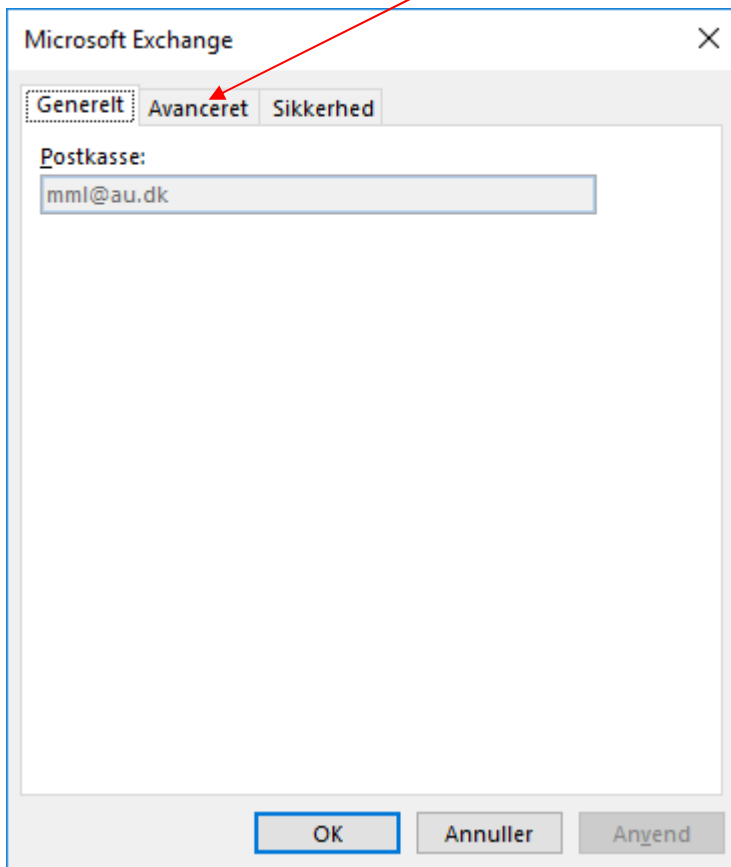 Microsoft Exchange
Generelt Avanceret Sikkerhed
Postkasse:
mml@au.dk
OK Annuller Anvend